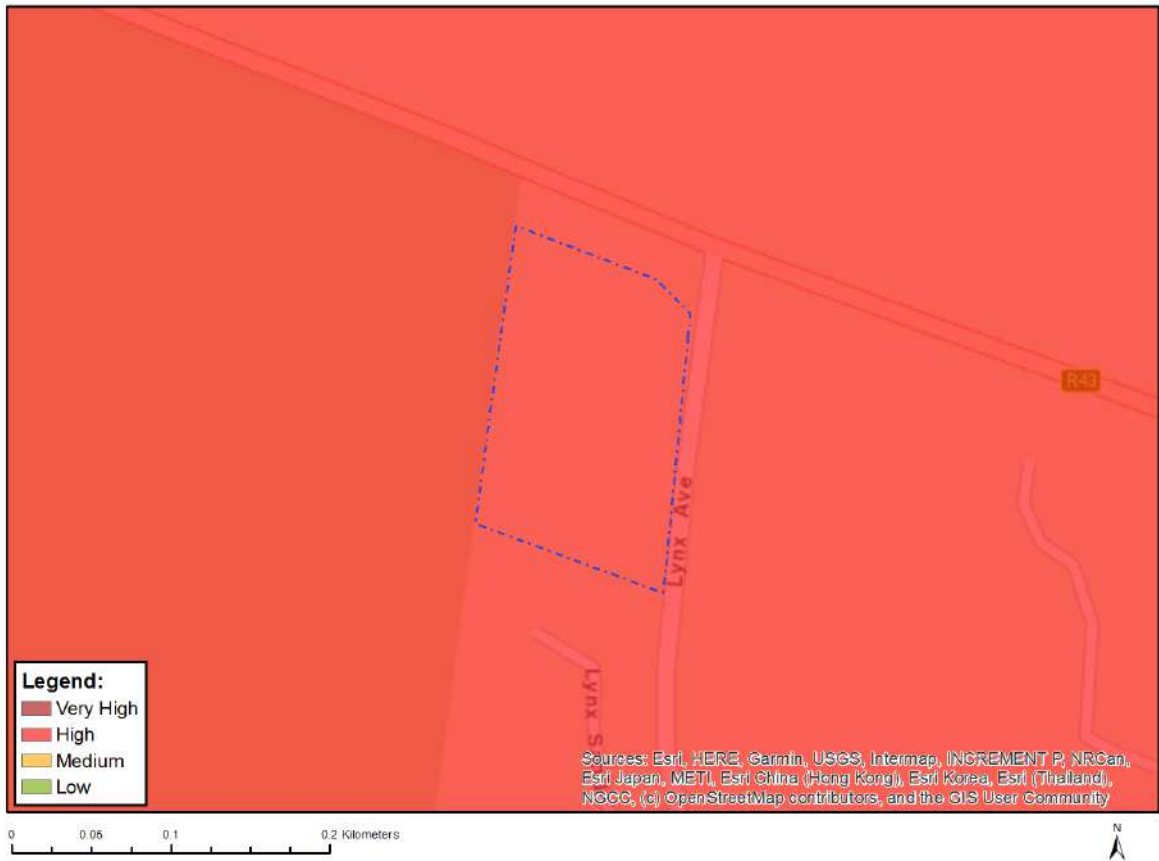 R43
Lynx Ave
Lynx S
Legend:
Very High
High
Medium
Low
Sources: Esri, HERE, Garmin, USGS, Intermap, INCREMENT P, NRCan,
Esri Japan, METI, Esri China (Hong Kong), Esri Korea, Esri (Thailand),
NGCC, (c) OpenStreetMap contributors, and the GIS User Community
0 0.05 0.1 0.2 Kilometers
N